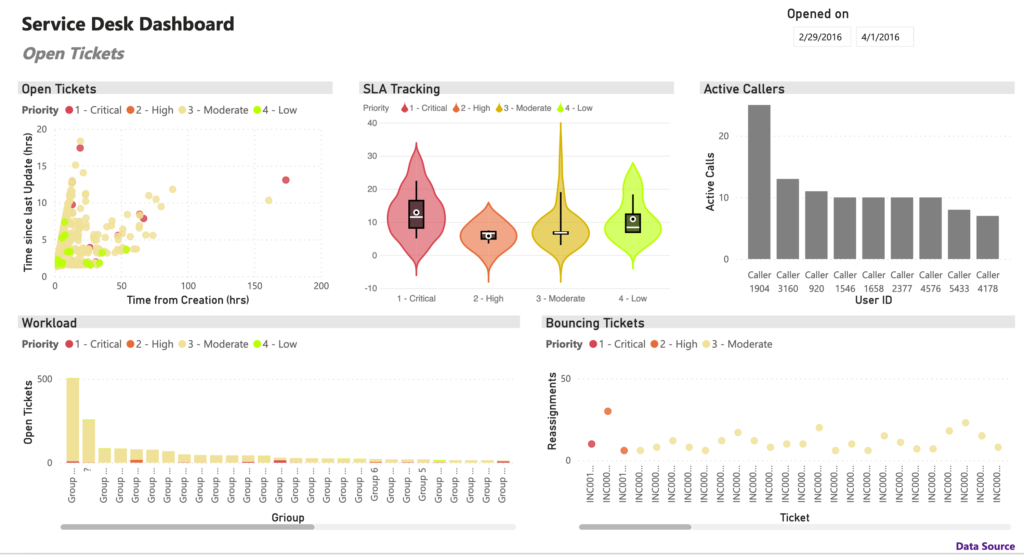 Service Desk Dashboard
Open Tickets
Opened on
2/29/2016 4/1/2016
Open Tickets
Priority 1 - Critical 2 - High 3 - Moderate 4 - Low
Time since last Update (hrs)
20
15
10
5
0
0 50 100 150 200
Time from Creation (hrs)
SLA Tracking
Priority 1 - Critical 2 - High 3 - Moderate 4 - Low
40
30
20
10
0
-10
1 - Critical 2 - High 3 - Moderate 4 - Low
Active Callers
Active Calls
20
10
0
Caller Caller Caller Caller Caller Caller Caller Caller Caller
1904 3160 920 1546 1658 2377 4576 5433 4178
User ID
Workload
Priority 1 - Critical 2 - High 3 - Moderate 4 - Low
Open Tickets
500
0
Group ... ? Group ... Group ... Group ... Group ... Group ... Group ... Group ... Group ... Group ... Group ... Group ... Group ... Group ... Group ... Group ... Group ... Group ... Group 6 Group ... Group ... Group 5 Group ... Group ... Group ... Group ... Group ...
Grioup
Bouncing Tickets
Priority 1 - Critical 2 - High 3 - Moderate
Reassignments
50
0
INC001... INC000... INC001... INC000... INC000... INC000... INC000... INC000... INC000... INC000... INC000... INC000... INC000... INC000... INC000... INC000... INC000... INC000... INC000... INC000... INC000... INC000... INC000... INC000... INC000... INC000...
Ticket
Data Source